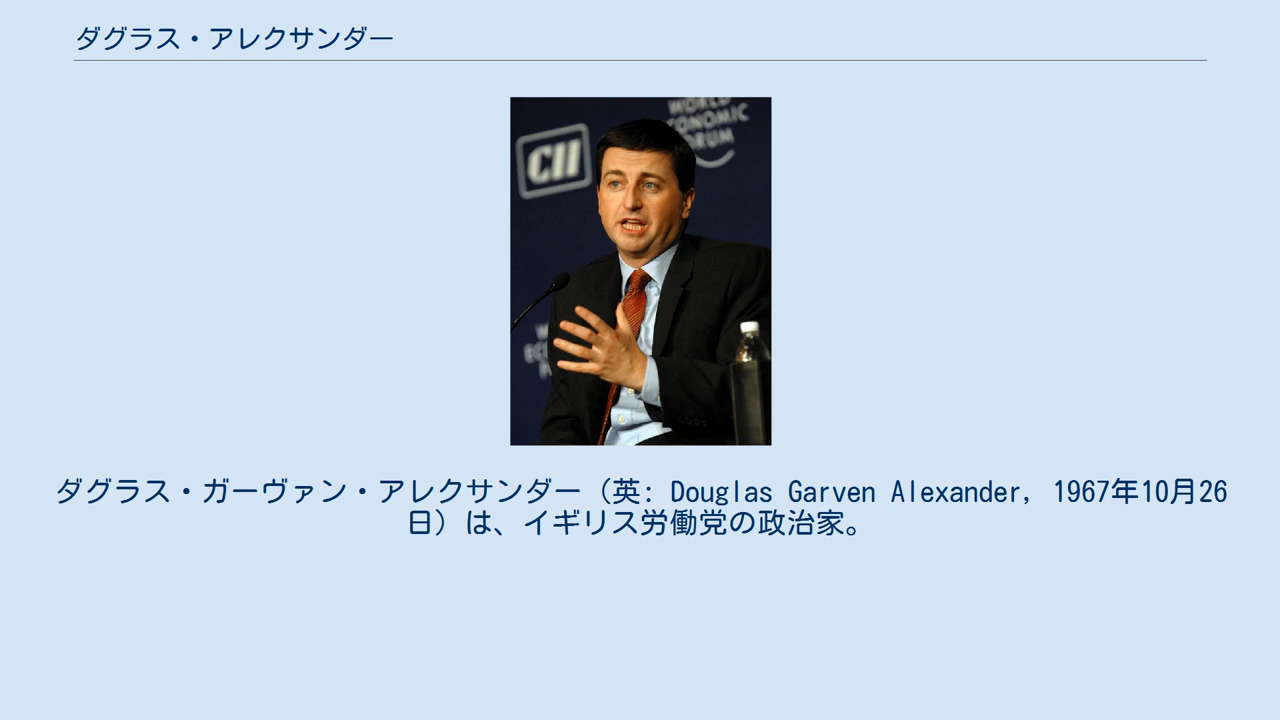 ダグラス・アレクサンダー
CII
WORLD
ECONOMIC
FORUM
ダグラス・ガーヴァン・アレクサンダー（英: Douglas Garven Alexander, 1967年10月26
日）は、イギリス労働党の政治家。